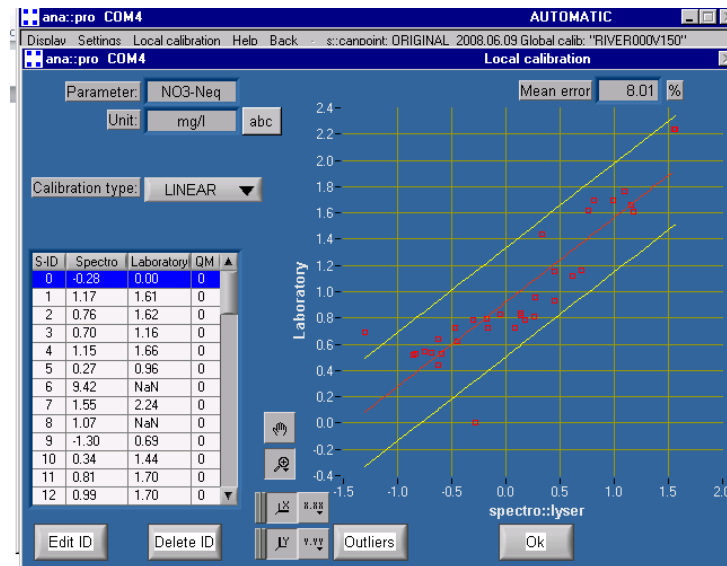 ana::pro COM4 AUTOMATIC
Display Settings Local calibration Help Back - s::canpoint: ORIGINAL 2008.06.09 Global calib: "RIVER000V150"
ana::pro COM4 Local calibration
Parameter: NO3-Neq
Mean error 8.01 %
Unit: mg/l abc
Calibration type: LINEAR
S-ID Spectro Laboratory QM
0 -0.28 0.00 0
1 1.17 1.61 0
2 0.76 1.62 0
3 0.70 1.16 0
4 1.15 1.66 0
5 0.27 0.96 0
6 9.42 NaN 0
7 1.55 2.24 0
8 1.07 NaN 0
9 -1.30 0.69 0
10 0.34 1.44 0
11 0.81 1.70 0
12 0.99 1.70 0
Laboratory
2.4
2.2
2.0
1.8
1.6
1.4
1.2
1.0
0.8
0.6
0.4
0.2
0.0
-0.2
-0.4
-1.5 -1.0 -0.5 0.0 0.5 1.0 1.5 2.0
spectro::lyser
X X.XX
Y Y.YY
Edit ID Delete ID Outliers Ok